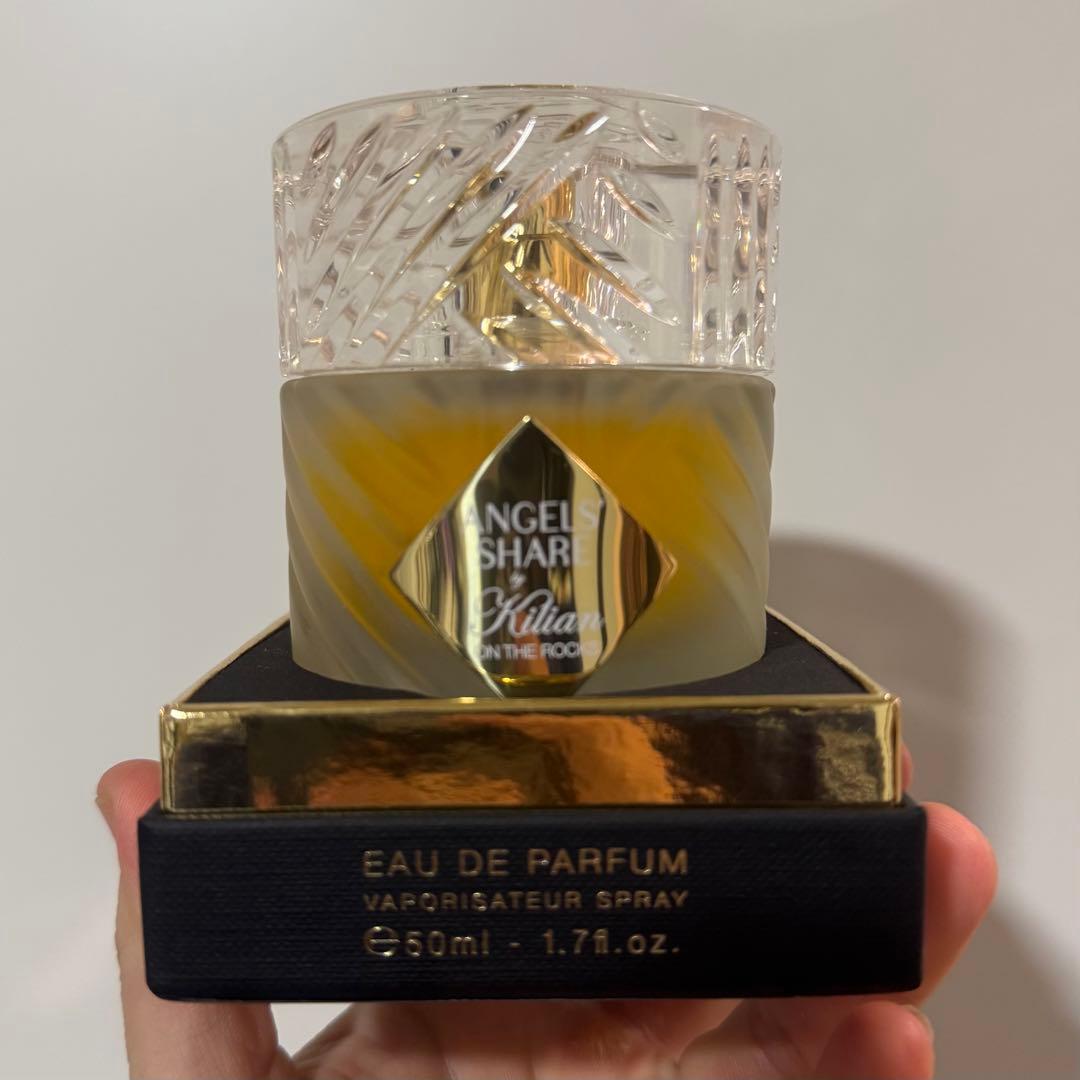 ANGELS'
SHARE
by
Kilian
ON THE ROCKS
EAU DE PARFUM
VAPORISATEUR SPRAY
℮50ml - 1.7fl.oz.